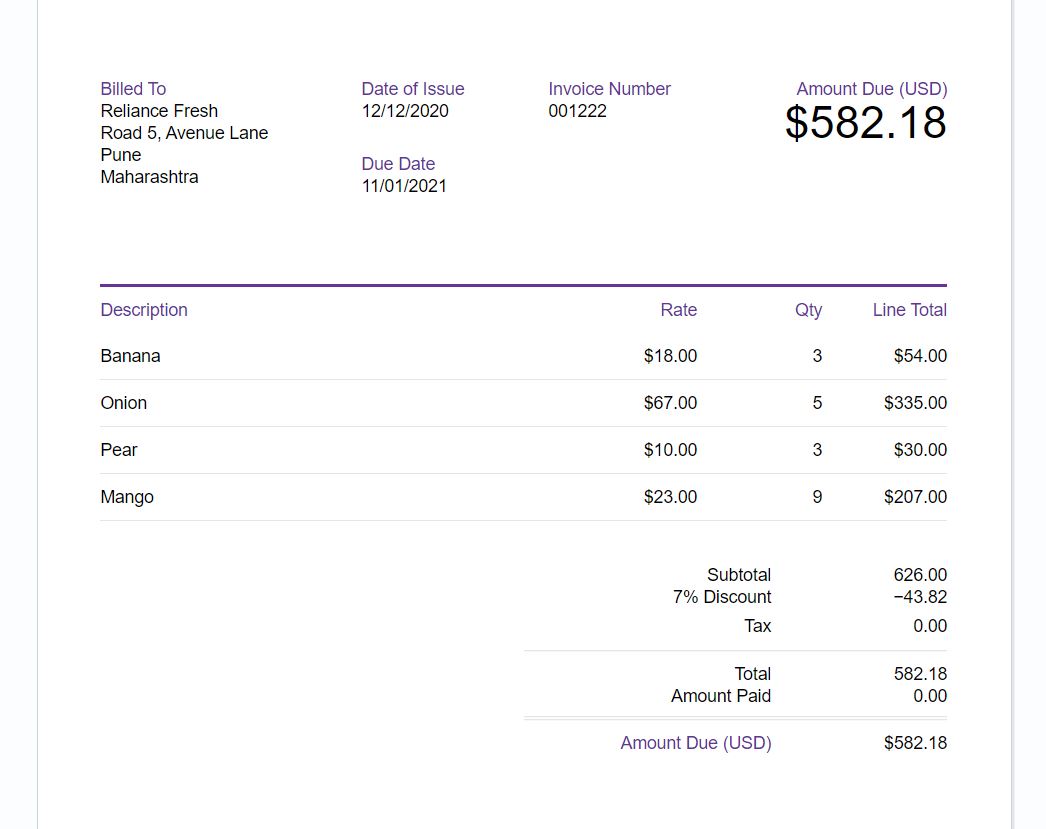 Billed To
Reliance Fresh
Road 5, Avenue Lane
Pune
Maharashtra
Date of Issue
12/12/2020
Due Date
11/01/2021
Invoice Number
001222
Amount Due (USD)
$582.18
Description Rate Qty Line Total
Banana $18.00 3 $54.00
Onion $67.00 5 $335.00
Pear $10.00 3 $30.00
Mango $23.00 9 $207.00
Subtotal 626.00
7% Discount −43.82
Tax 0.00
Total 582.18
Amount Paid 0.00
Amount Due (USD) $582.18